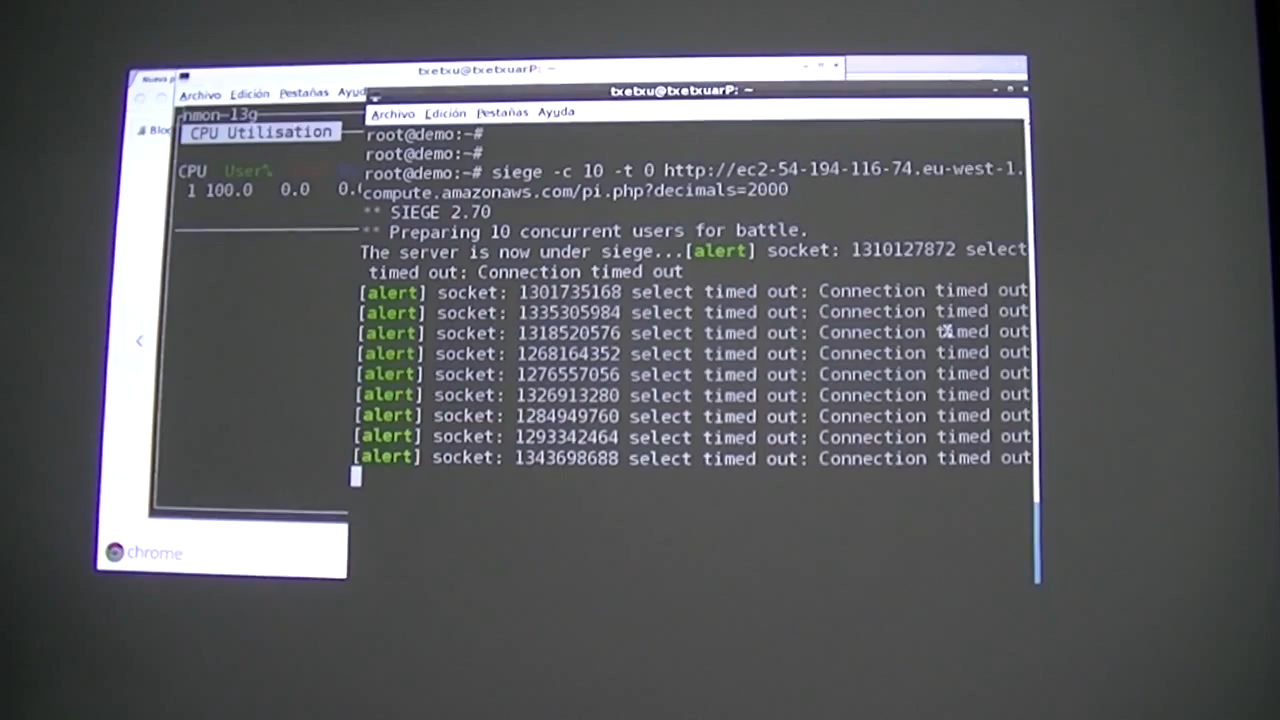 Nueva p
txetxu@txetxuarP: ~
Archivo Edición Pestañas Ayud
Bloc
nmon-13g
CPU Utilisation
CPU User%
1 100.0 0.0 0.
chrome
txetxu@txetxuarP: ~
Archivo Edición Pestañas Ayuda
root@demo:~#
root@demo:~#
root@demo:~# siege -c 10 -t 0 http://ec2-54-194-116-74.eu-west-1.
compute.amazonaws.com/pi.php?decimals=2000
** SIEGE 2.70
** Preparing 10 concurrent users for battle.
The server is now under siege...[alert] socket: 1310127872 select
timed out: Connection timed out
[alert] socket: 1301735168 select timed out: Connection timed out
[alert] socket: 1335305984 select timed out: Connection timed out
[alert] socket: 1318520576 select timed out: Connection timed out
[alert] socket: 1268164352 select timed out: Connection timed out
[alert] socket: 1276557056 select timed out: Connection timed out
[alert] socket: 1326913280 select timed out: Connection timed out
[alert] socket: 1284949760 select timed out: Connection timed out
[alert] socket: 1293342464 select timed out: Connection timed out
[alert] socket: 1343698688 select timed out: Connection timed out